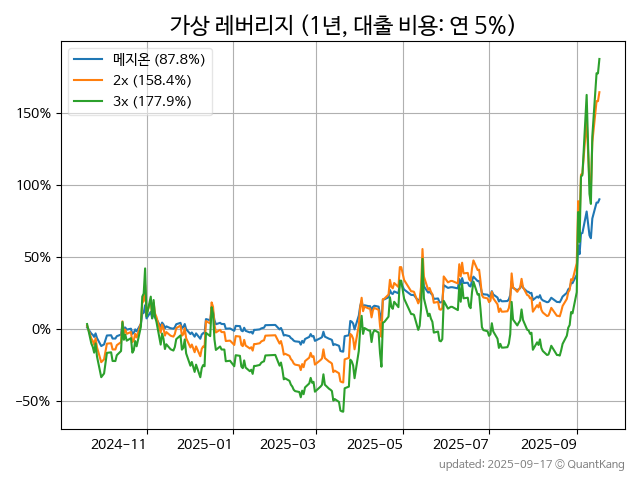 가상 레버리지 (1년, 대출 비용: 연 5%)
메지온 (87.8%)
2x (158.4%)
3x (177.9%)
150%
100%
50%
0%
−50%
2024-11
2025-01
2025-03
2025-05
2025-07
2025-09
updated: 2025-09-17 © QuantKang